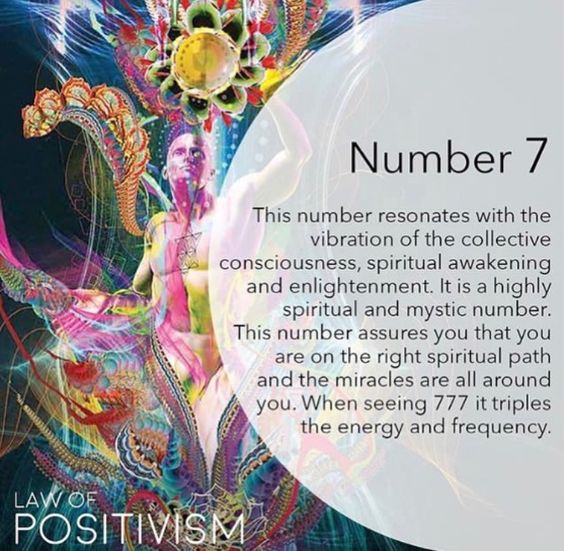 Number 7
This number resonates with the
vibration of the collective
consciousness, spiritual awakening
and enlightenment. It is a highly
spiritual and mystic number.
This number assures you that you
are on the right spiritual path
and the miracles are all around
you. When seeing 777 it triples
the energy and frequency.
LAW OF
POSITIVISM